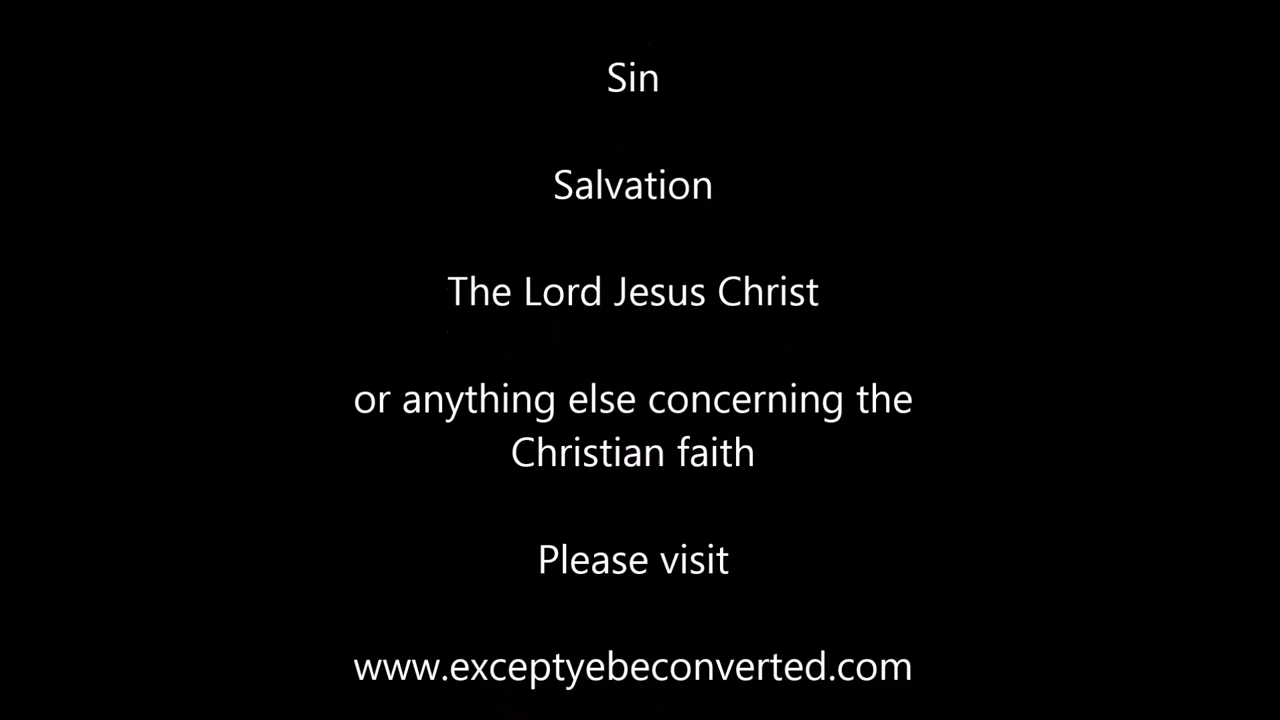 Sin
Salvation
The Lord Jesus Christ
or anything else concerning the
Christian faith
Please visit
www.exceptyebeconverted.com